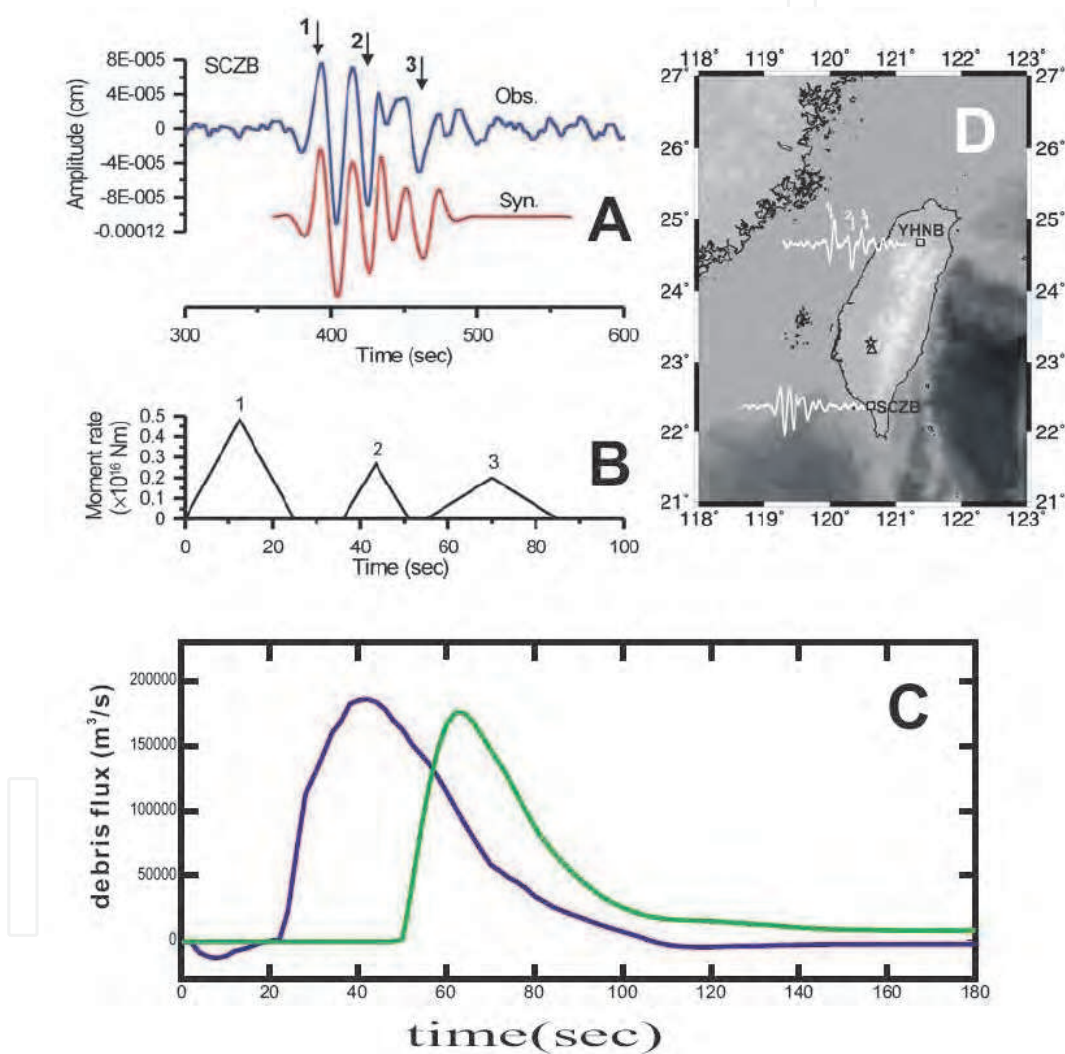 1
2
3
8E-005
SCZB
4E-005
Obs.
0
-4E-005
-8E-005
Syn.
-0.00012
Amplitude (cm)
A
300 400 500 600
Time (sec)
0.5
0.4
0.3
0.2
0.1
0
Moment rate
(×10¹⁶ Nm)
1
2
3
B
0 20 40 60 80 100
Time (sec)
118° 119° 120° 121° 122° 123°
27° 27°
D
26° 26°
25° 25°
YHNB
24° 24°
23° 23°
SCZB
22° 22°
21° 21°
118° 119° 120° 121° 122° 123°
200000
C
150000
100000
50000
0
debris flux (m³/s)
0 20 40 60 80 100 120 140 160 180
time(sec)